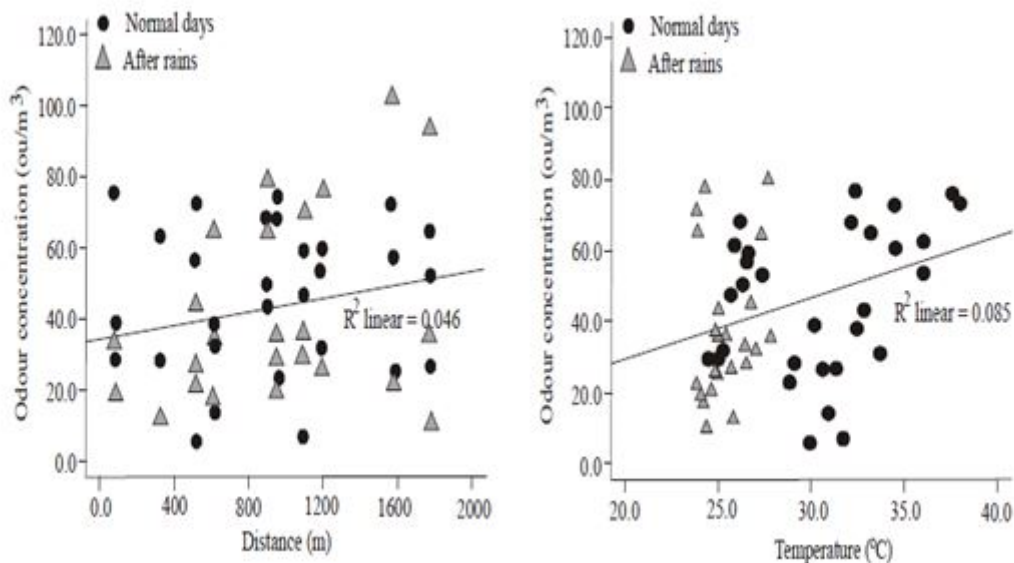 Normal days
After rains
Odour concentration (ou/m³)
120.0
100.0
80.0
60.0
40.0
20.0
0.0
R² linear = 0.046
0.0 400 800 1200 1600 2000
Distance (m)
Normal days
After rains
Odour concentration (ou/m³)
120.0
100.0
80.0
60.0
40.0
20.0
0.0
R² linear = 0.085
20.0 25.0 30.0 35.0 40.0
Temperature (ºC)